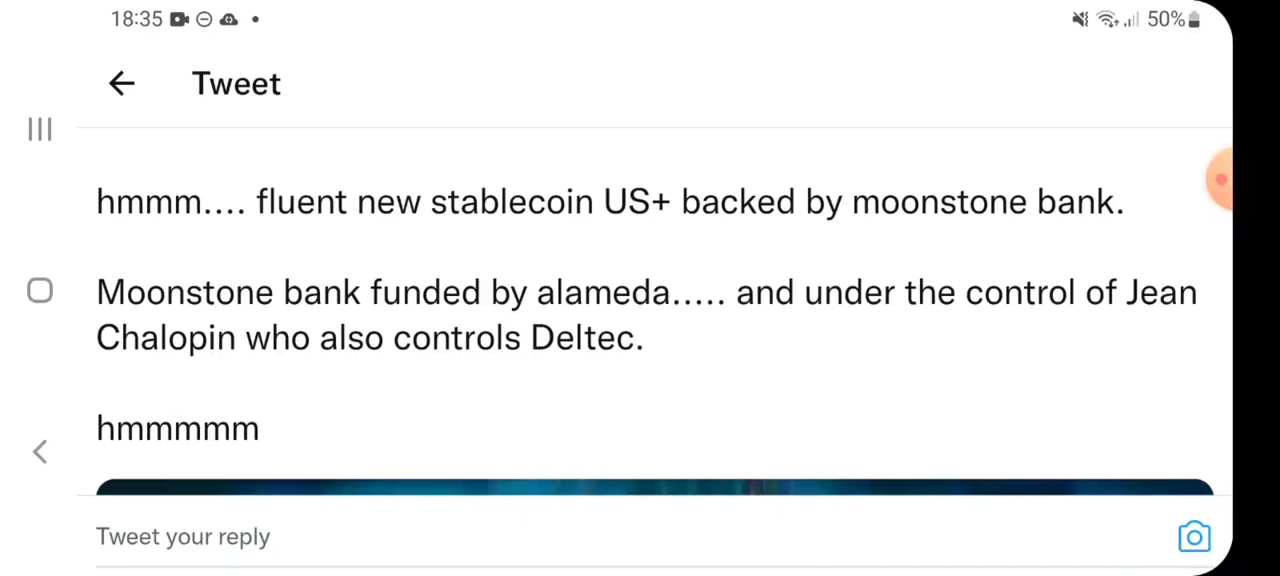 18:35 50%
Tweet
hmmm.... fluent new stablecoin US+ backed by moonstone bank.
Moonstone bank funded by alameda..... and under the control of Jean
Chalopin who also controls Deltec.
hmmmmm
Tweet your reply